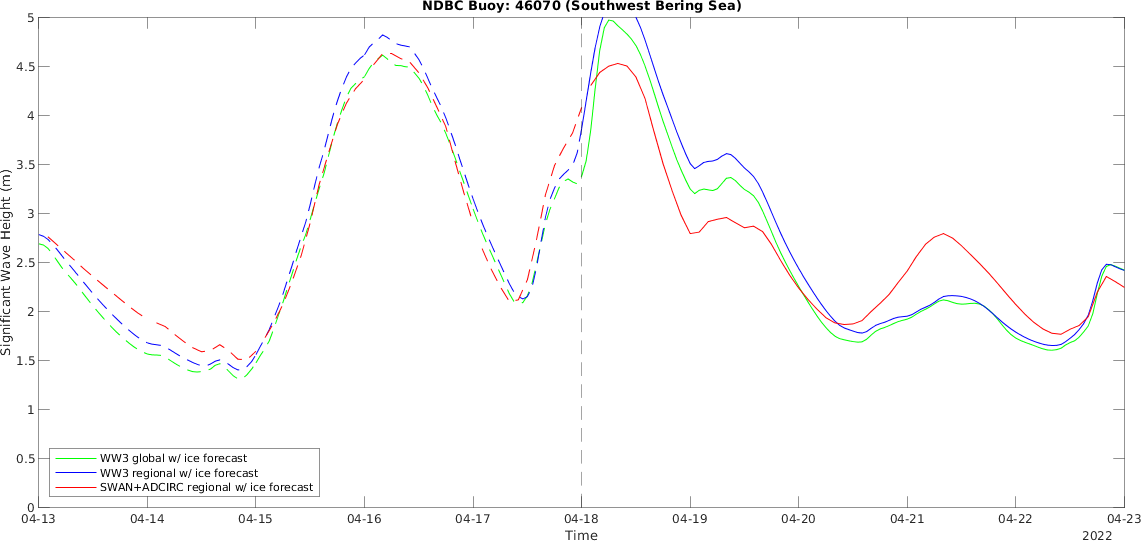 NDBC Buoy: 46070 (Southwest Bering Sea)
5
4.5
4
3.5
3
2.5
2
1.5
1
0.5
0
Significant Wave Height (m)
WW3 global w/ ice forecast
WW3 regional w/ ice forecast
SWAN+ADCIRC regional w/ ice forecast
04-13 04-14 04-15 04-16 04-17 04-18 04-19 04-20 04-21 04-22 04-23
Time
2022